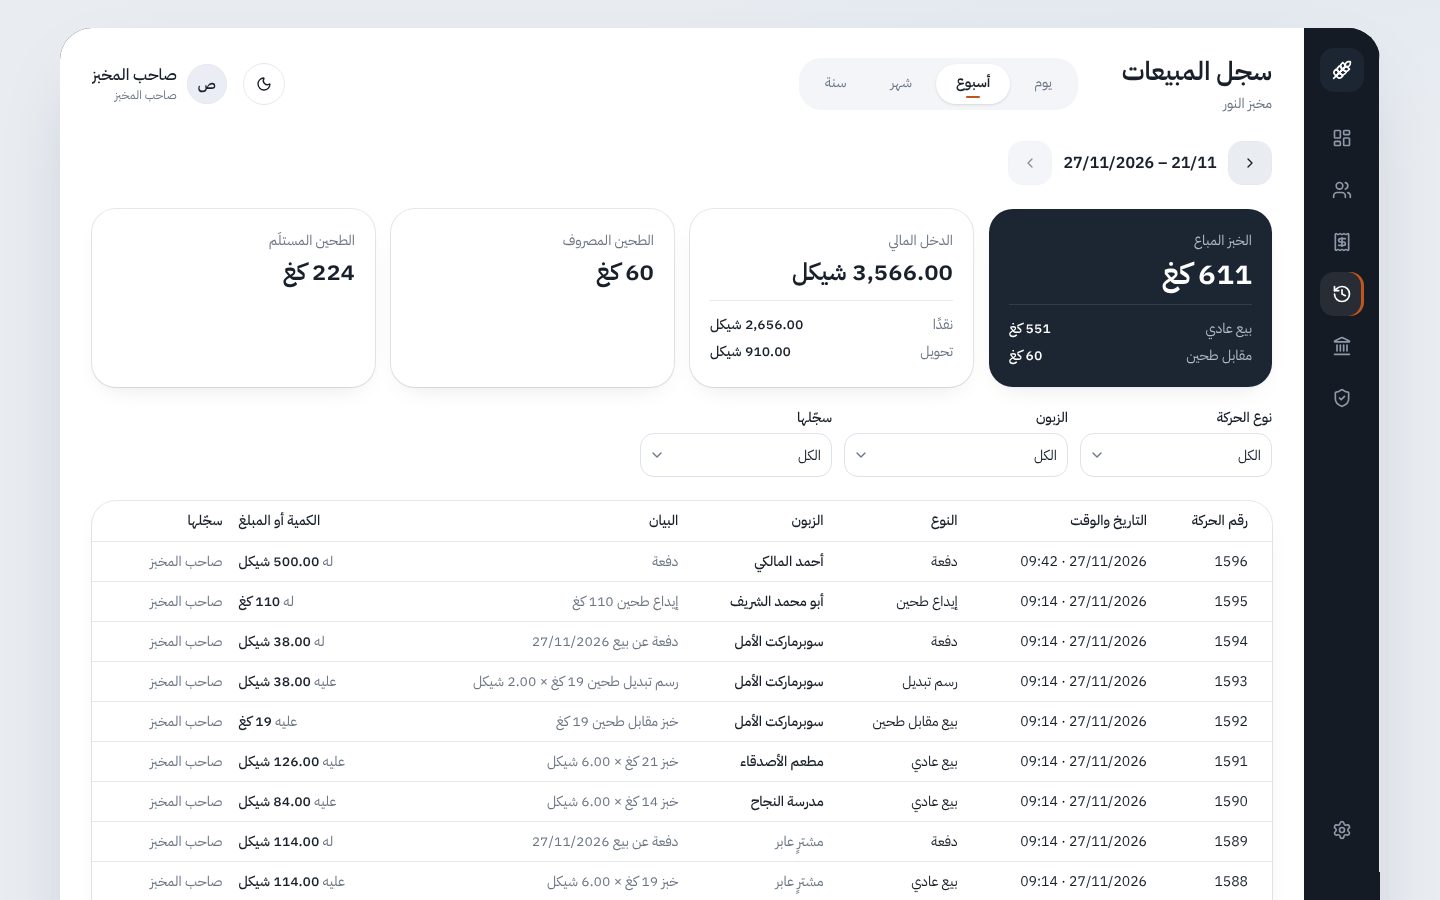 سجل المبيعات
مخبز النور
يوم أسبوع شهر سنة
ص
صاحب المخبز
صاحب المخبز
21/11 – 27/11/2026
الخبز المباع
611 كغ
بيع عادي 551 كغ
مقابل طحين 60 كغ
الدخل المالي
3,566.00 شيكل
نقدًا 2,656.00 شيكل
تحويل 910.00 شيكل
الطحين المصروف
60 كغ
الطحين المستلَم
224 كغ
نوع الحركة
الكل
الزبون
الكل
سجّلها
الكل
رقم الحركة التاريخ والوقت النوع الزبون البيان الكمية أو المبلغ سجّلها
1596 27/11/2026 · 09:42 دفعة أحمد المالكي دفعة له 500.00 شيكل صاحب المخبز
1595 27/11/2026 · 09:14 إيداع طحين أبو محمد الشريف إيداع طحين 110 كغ له 110 كغ صاحب المخبز
1594 27/11/2026 · 09:14 دفعة سوبرماركت الأمل دفعة عن بيع 27/11/2026 له 38.00 شيكل صاحب المخبز
1593 27/11/2026 · 09:14 رسم تبديل سوبرماركت الأمل رسم تبديل طحين 19 كغ × 2.00 شيكل عليه 38.00 شيكل صاحب المخبز
1592 27/11/2026 · 09:14 بيع مقابل طحين سوبرماركت الأمل خبز مقابل طحين 19 كغ عليه 19 كغ صاحب المخبز
1591 27/11/2026 · 09:14 بيع عادي مطعم الأصدقاء خبز 21 كغ × 6.00 شيكل عليه 126.00 شيكل صاحب المخبز
1590 27/11/2026 · 09:14 بيع عادي مدرسة النجاح خبز 14 كغ × 6.00 شيكل عليه 84.00 شيكل صاحب المخبز
1589 27/11/2026 · 09:14 دفعة مشترٍ عابر دفعة عن بيع 27/11/2026 له 114.00 شيكل صاحب المخبز
1588 27/11/2026 · 09:14 بيع عادي مشترٍ عابر خبز 19 كغ × 6.00 شيكل عليه 114.00 شيكل صاحب المخبز